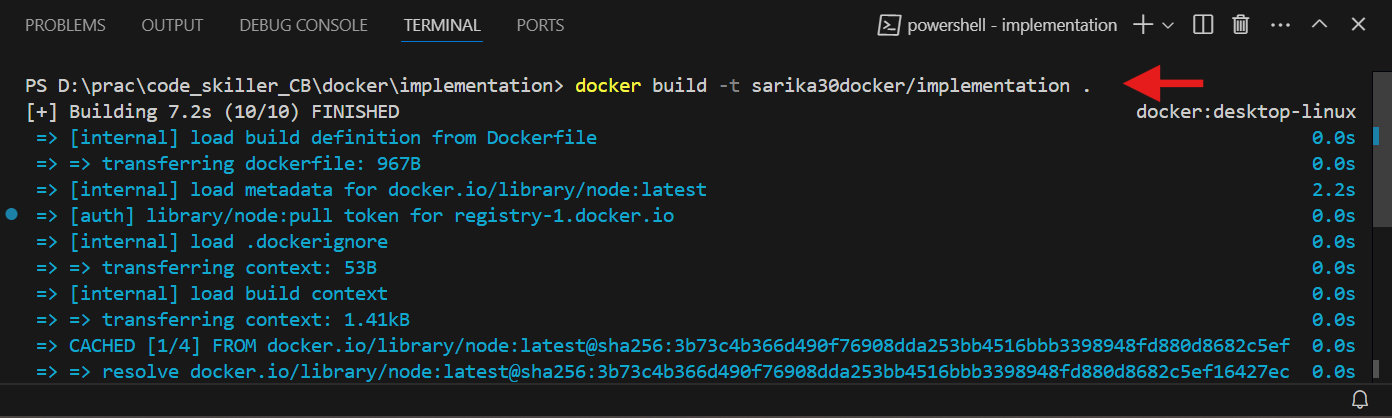 PROBLEMS OUTPUT DEBUG CONSOLE TERMINAL PORTS powershell - implementation
PS D:\prac\code_skiller_CB\docker\implementation> docker build -t sarika30docker/implementation .
[+] Building 7.2s (10/10) FINISHED docker:desktop-linux
=> [internal] load build definition from Dockerfile 0.0s
=> => transferring dockerfile: 967B 0.0s
=> [internal] load metadata for docker.io/library/node:latest 2.2s
=> [auth] library/node:pull token for registry-1.docker.io 0.0s
=> [internal] load .dockerignore 0.0s
=> => transferring context: 53B 0.0s
=> [internal] load build context 0.0s
=> => transferring context: 1.41kB 0.0s
=> CACHED [1/4] FROM docker.io/library/node:latest@sha256:3b73c4b366d490f76908dda253bb4516bbb3398948fd880d8682c5ef 0.0s
=> => resolve docker.io/library/node:latest@sha256:3b73c4b366d490f76908dda253bb4516bbb3398948fd880d8682c5ef16427ec 0.0s